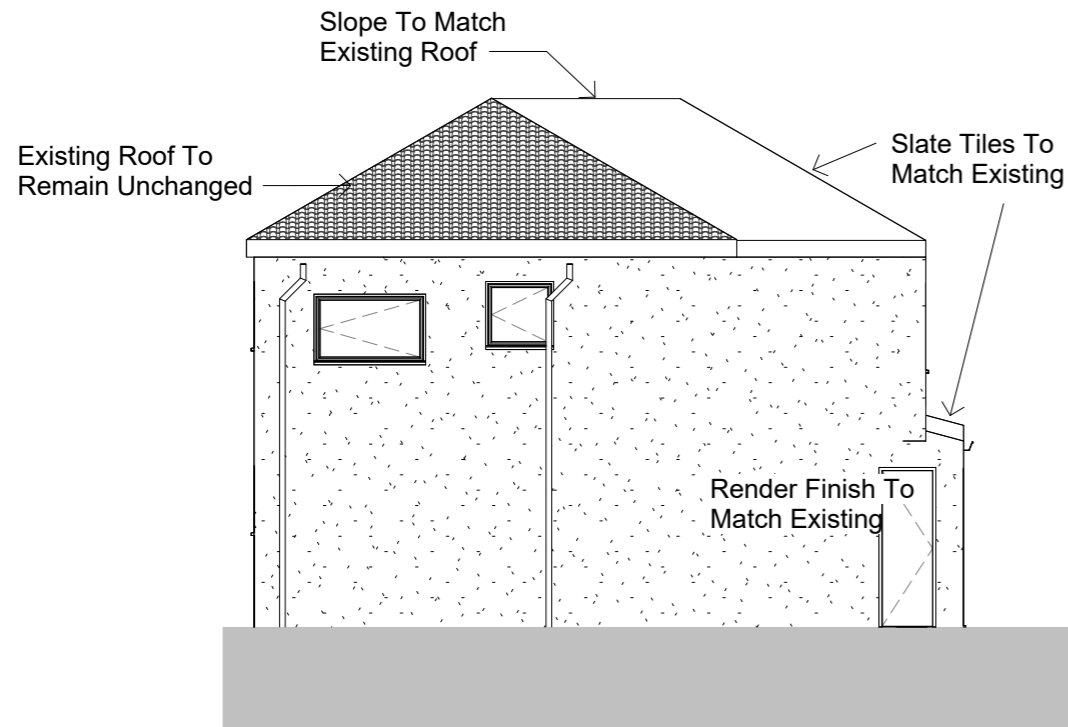 Slope To Match
Existing Roof
Existing Roof To
Remain Unchanged
Slate Tiles To
Match Existing
Render Finish To
Match Existing